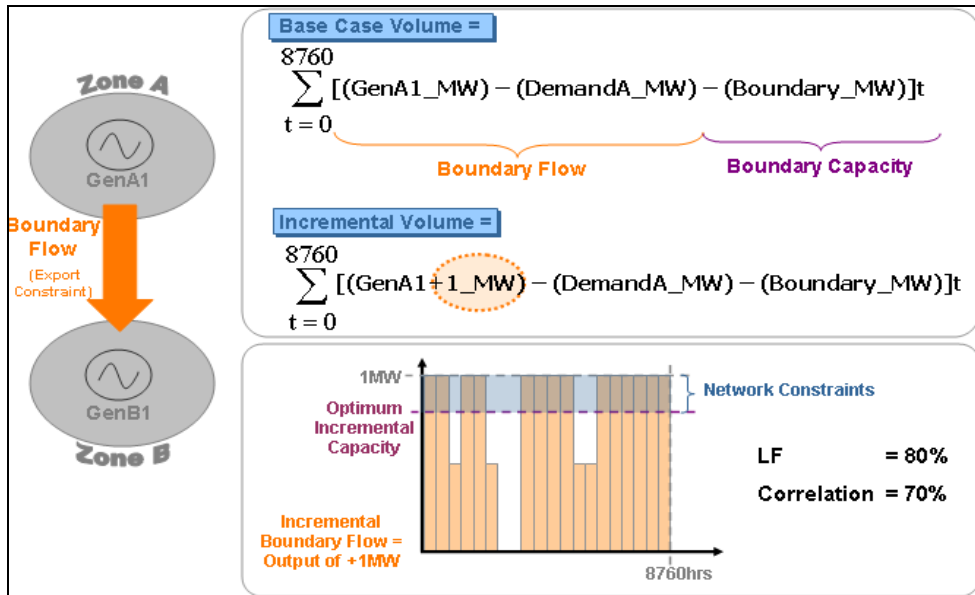 Zone A
GenA1
Boundary
Flow
(Export
Constraint)
GenB1
Zone B
Base Case Volume =
8760
∑ [(GenA1_MW) – (DemandA_MW) – (Boundary_MW)]t
t = 0
Boundary Flow
Boundary Capacity
Incremental Volume =
8760
∑ [(GenA1+1_MW) – (DemandA_MW) – (Boundary_MW)]t
t = 0
1MW
Optimum
Incremental
Capacity
Network Constraints
LF = 80%
Correlation = 70%
Incremental
Boundary Flow =
Output of +1MW
8760hrs